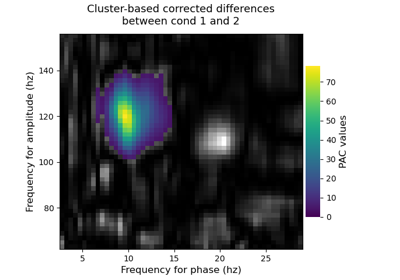 Cluster-based corrected differences
between cond 1 and 2
Frequency for amplitude (hz)
140
120
100
80
5 10 15 20 25
Frequency for phase (hz)
70
60
50
40
30
20
10
0
PAC values